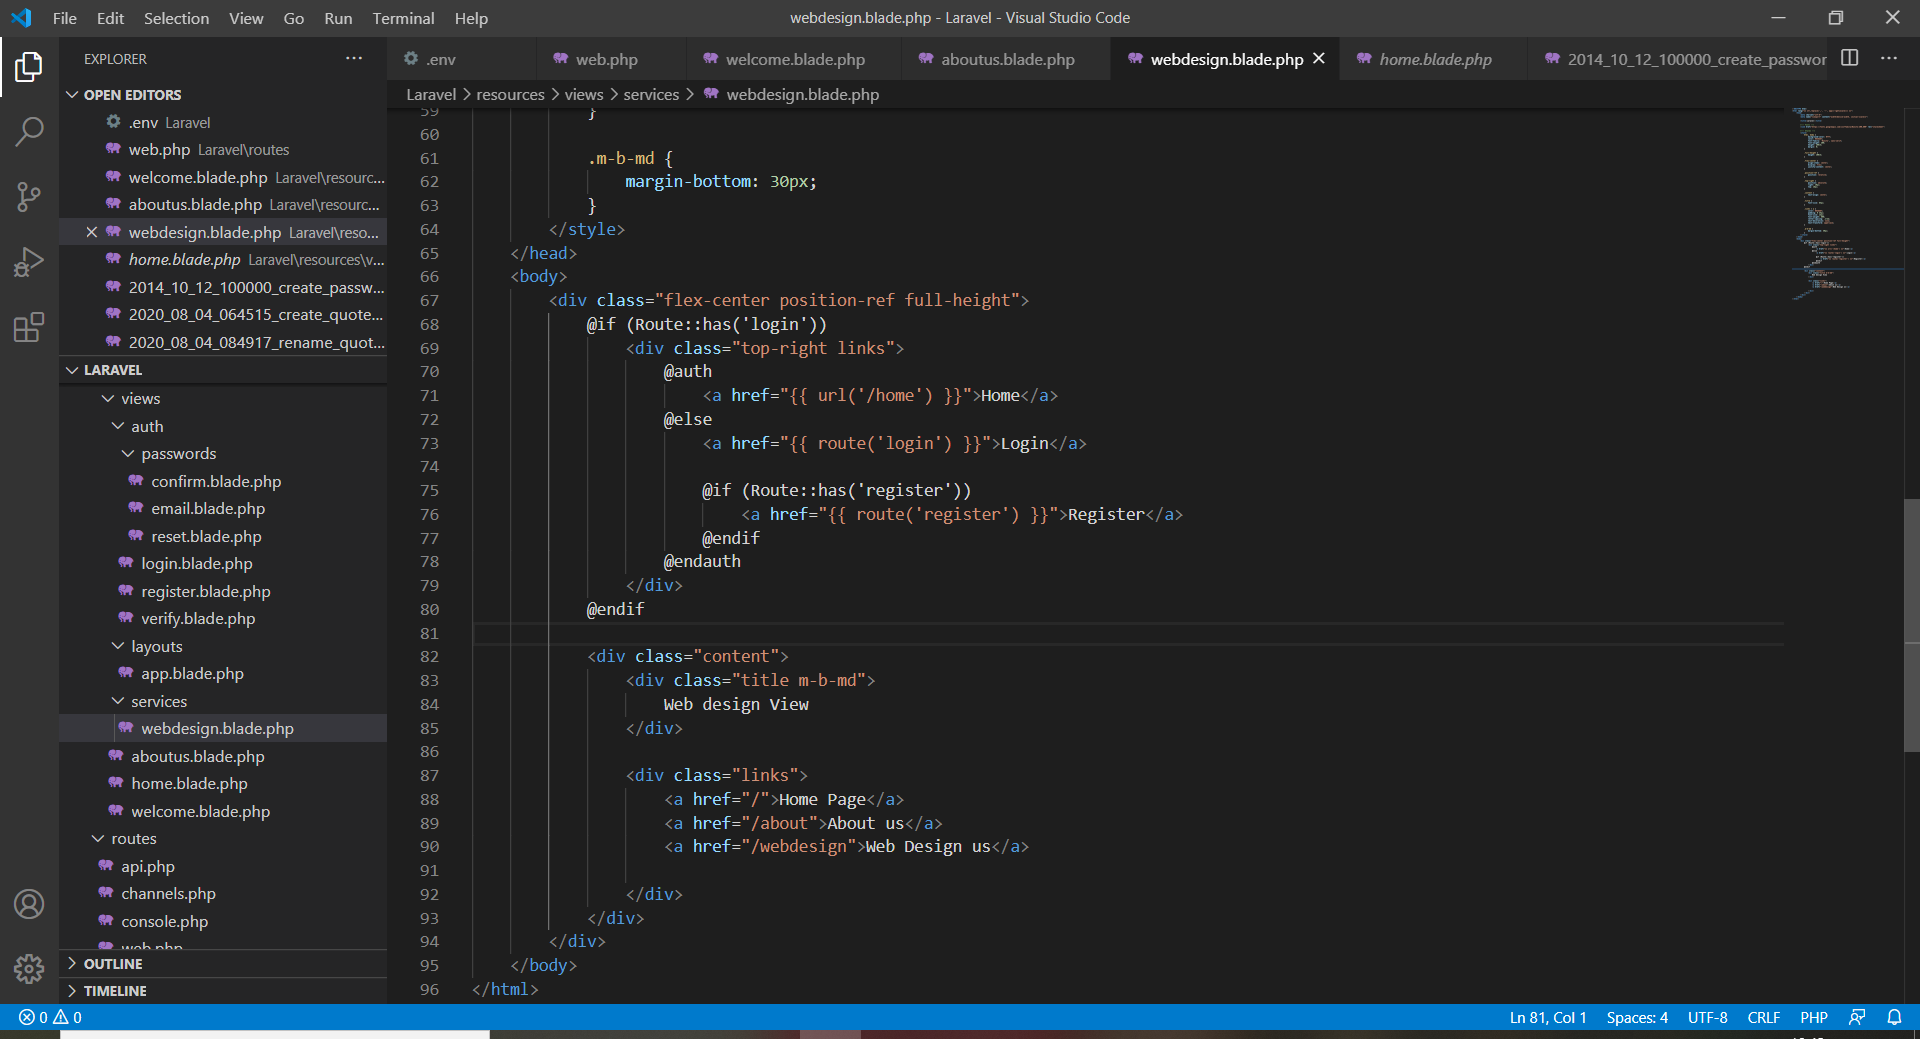 File Edit Selection View Go Run Terminal Help
webdesign.blade.php - Laravel - Visual Studio Code
EXPLORER
OPEN EDITORS
.env Laravel
web.php Laravel\routes
welcome.blade.php Laravel\resourc...
aboutus.blade.php Laravel\resourc...
webdesign.blade.php Laravel\reso...
home.blade.php Laravel\resources\v...
2014_10_12_100000_create_passw...
2020_08_04_064515_create_quote...
2020_08_04_084917_rename_quot...
LARAVEL
views
auth
passwords
confirm.blade.php
email.blade.php
reset.blade.php
login.blade.php
register.blade.php
verify.blade.php
layouts
app.blade.php
services
webdesign.blade.php
aboutus.blade.php
home.blade.php
welcome.blade.php
routes
api.php
channels.php
console.php
web.php
OUTLINE
TIMELINE
.env web.php welcome.blade.php aboutus.blade.php webdesign.blade.php home.blade.php 2014_10_12_100000_create_passwor
Laravel > resources > views > services > webdesign.blade.php
59 }
60
61 .m-b-md {
62 margin-bottom: 30px;
63 }
64 </style>
65 </head>
66 <body>
67 <div class="flex-center position-ref full-height">
68 @if (Route::has('login'))
69 <div class="top-right links">
70 @auth
71 <a href="{{ url('/home') }}">Home</a>
72 @else
73 <a href="{{ route('login') }}">Login</a>
74
75 @if (Route::has('register'))
76 <a href="{{ route('register') }}">Register</a>
77 @endif
78 @endauth
79 </div>
80 @endif
81
82 <div class="content">
83 <div class="title m-b-md">
84 Web design View
85 </div>
86
87 <div class="links">
88 <a href="/">Home Page</a>
89 <a href="/about">About us</a>
90 <a href="/webdesign">Web Design us</a>
91
92 </div>
93 </div>
94 </div>
95 </body>
96 </html>
0 0
Ln 81, Col 1 Spaces: 4 UTF-8 CRLF PHP